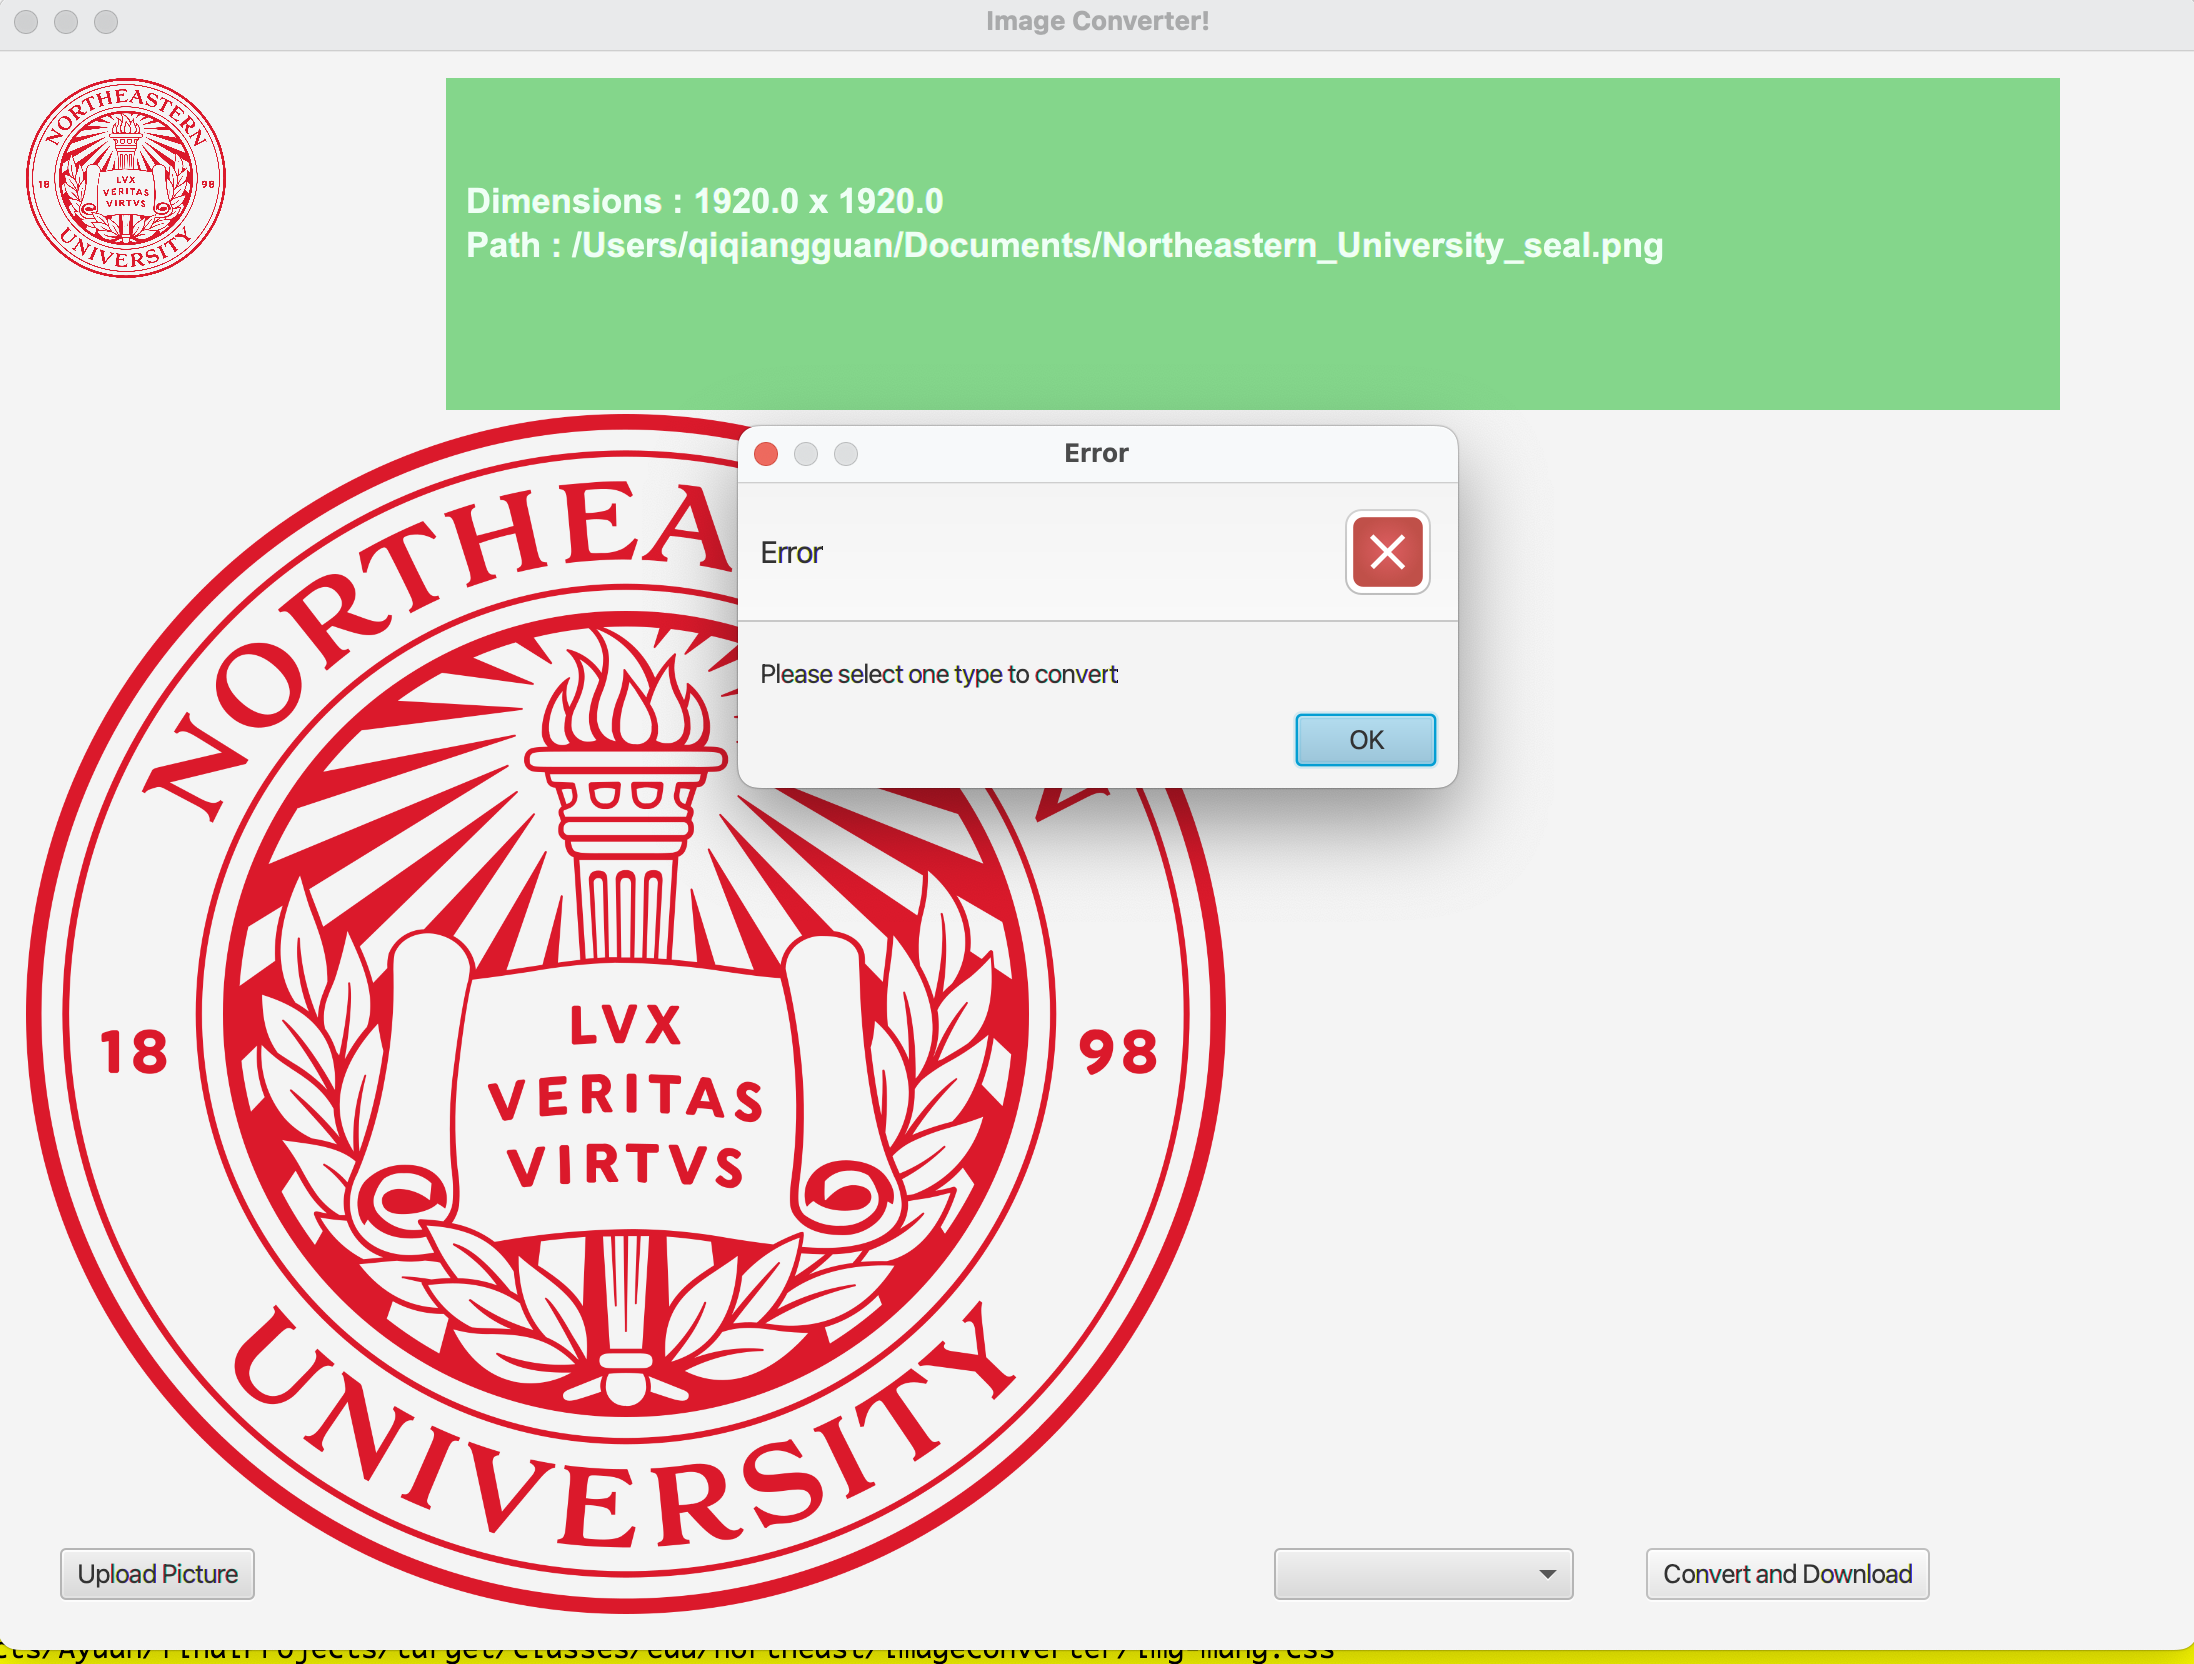 Image Converter!
NORTHEASTERN
18
LVX
VERITAS
VIRTVS
98
UNIVERSITY
Dimensions : 1920.0 x 1920.0
Path : /Users/qiqiangguan/Documents/Northeastern_University_seal.png
Error
Error
Please select one type to convert
OK
NORTHEA
18
LVX
VERITAS
VIRTVS
98
UNIVERSITY
Upload Picture
Convert and Download